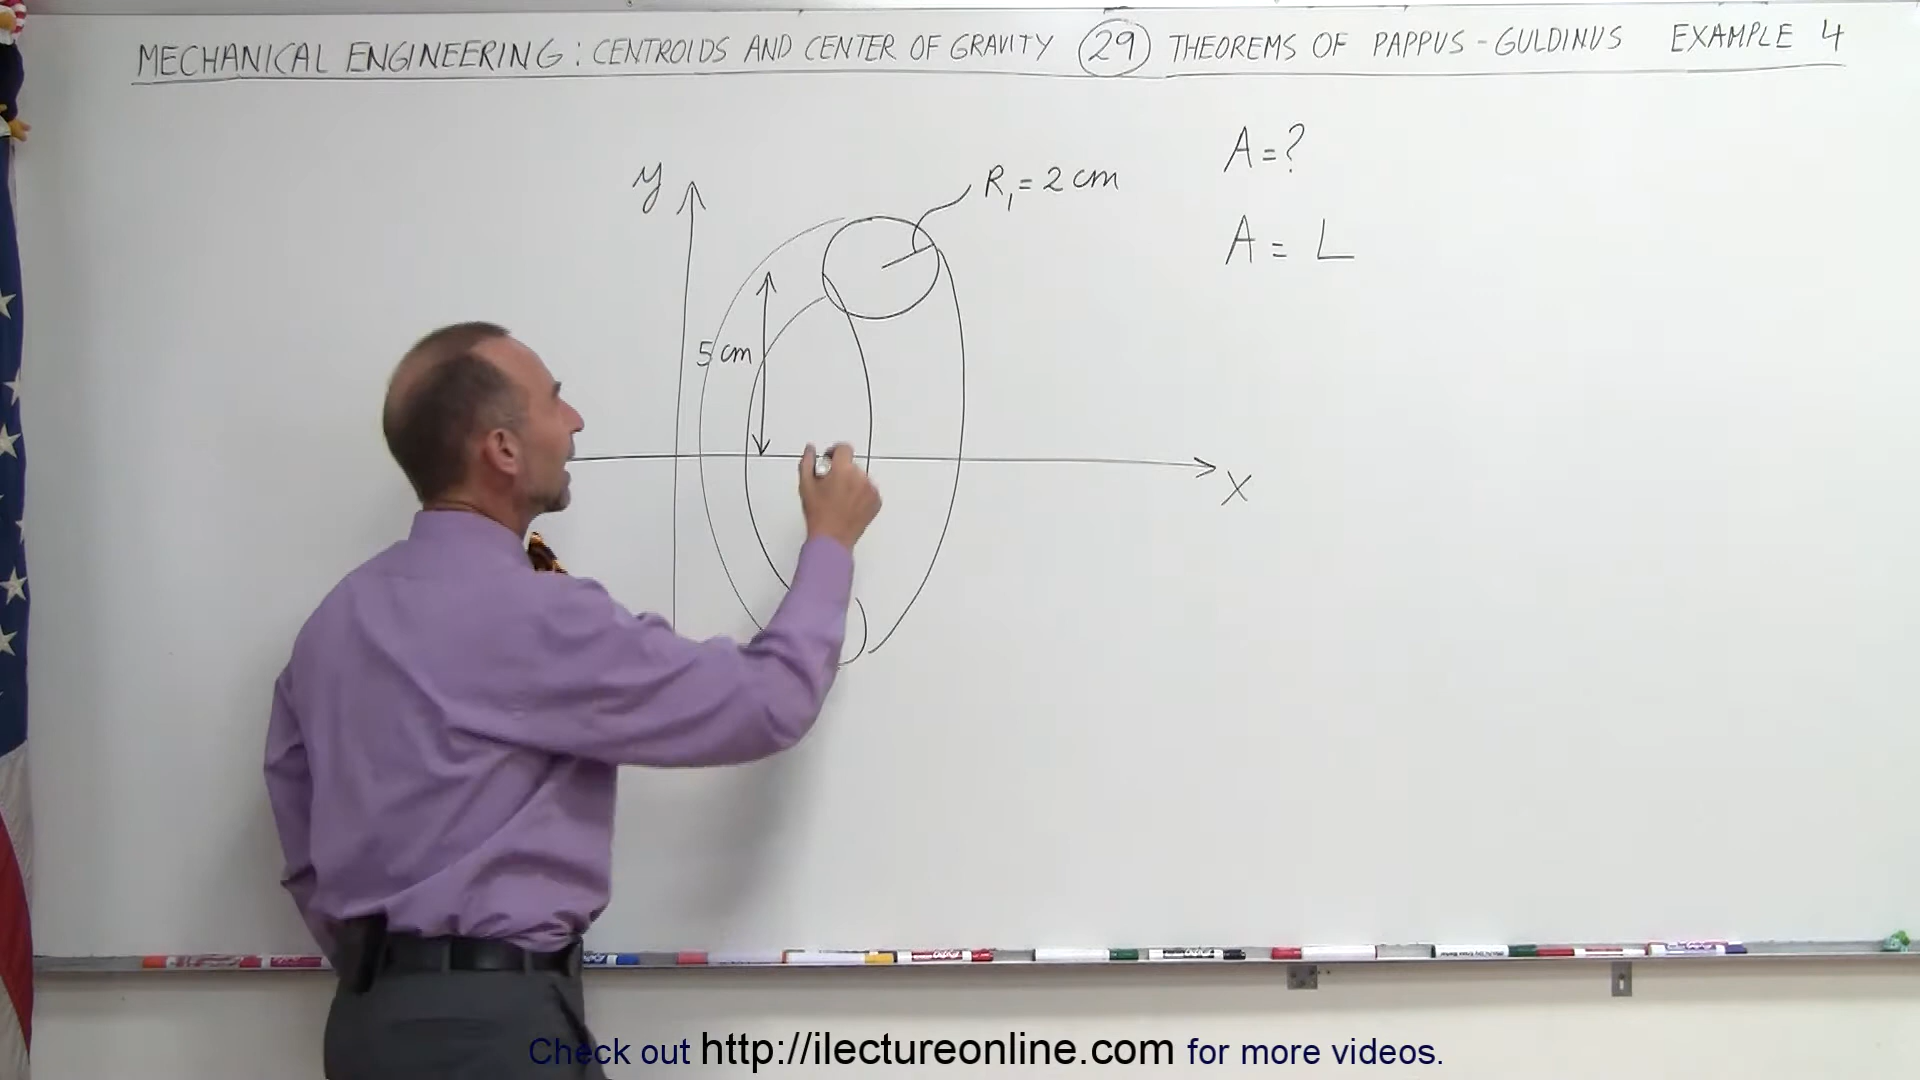 MECHANICAL ENGINEERING: CENTROIDS AND CENTER OF GRAVITY 29 THEOREMS OF PAPPUS-GULDINUS EXAMPLE 4
A=?
y
R₁=2 cm
A = L
5 cm
X
Check out http://ilectureonline.com for more videos.